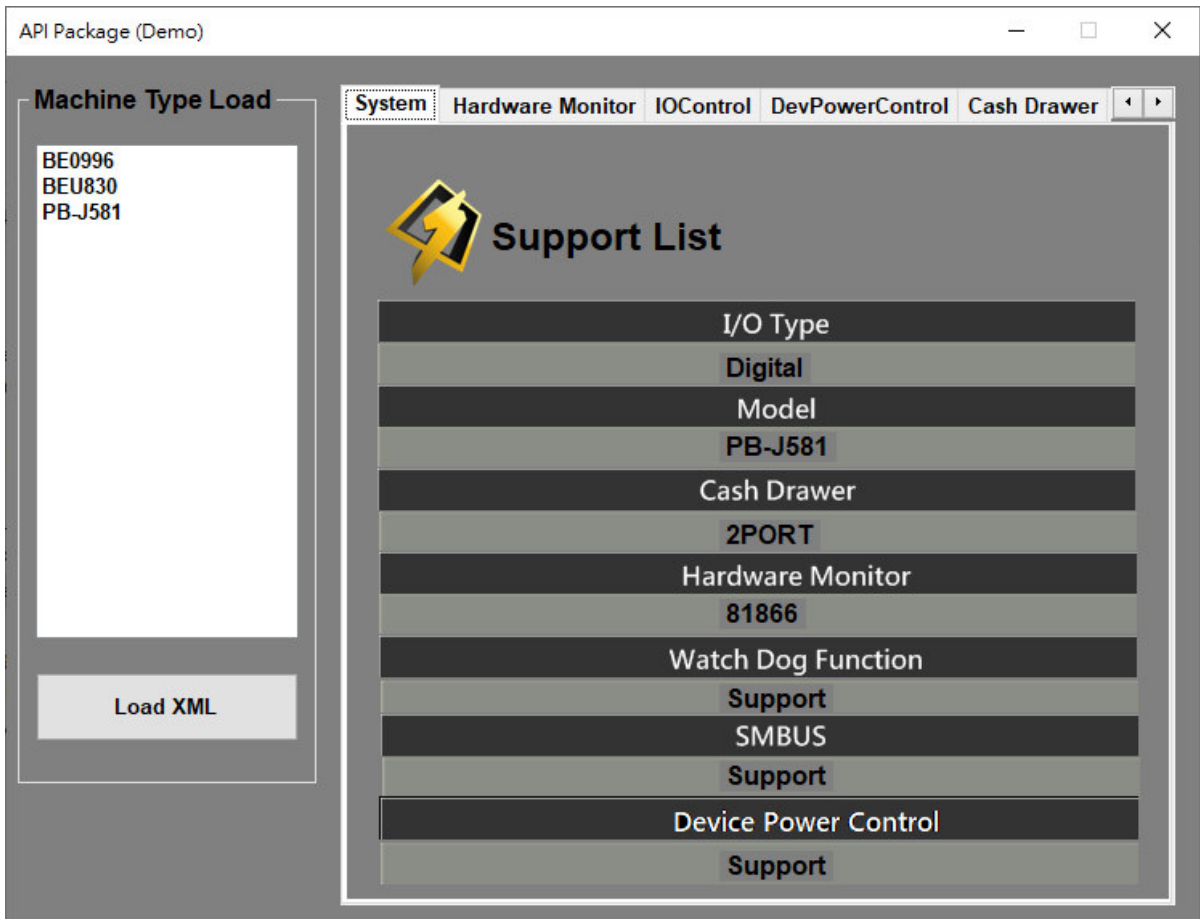 API Package (Demo)
Machine Type Load
BE0996
BEU830
PB-J581
Load XML
System Hardware Monitor IOControl DevPowerControl Cash Drawer
Support List
I/O Type
Digital
Model
PB-J581
Cash Drawer
2PORT
Hardware Monitor
81866
Watch Dog Function
Support
SMBUS
Support
Device Power Control
Support